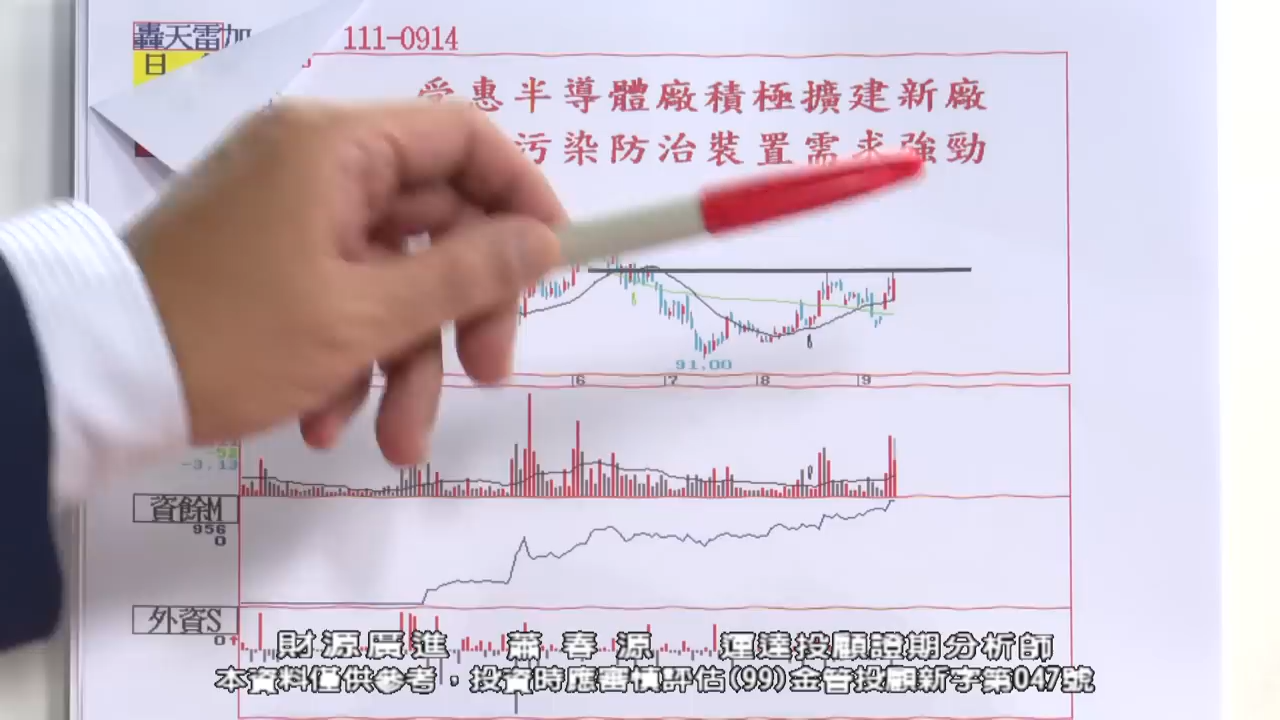 轟天雷加
111-0914
日
受惠半導體廠積極擴建新廠
污染防治裝置需求強勁
91.00
6 7 8 9
-3.13
資餘M
956
0
外資S
0
財源廣進 蕭春源 運達投顧證期分析師
本資料僅供參考，投資時應審慎評估(99)金管投顧新字第047號